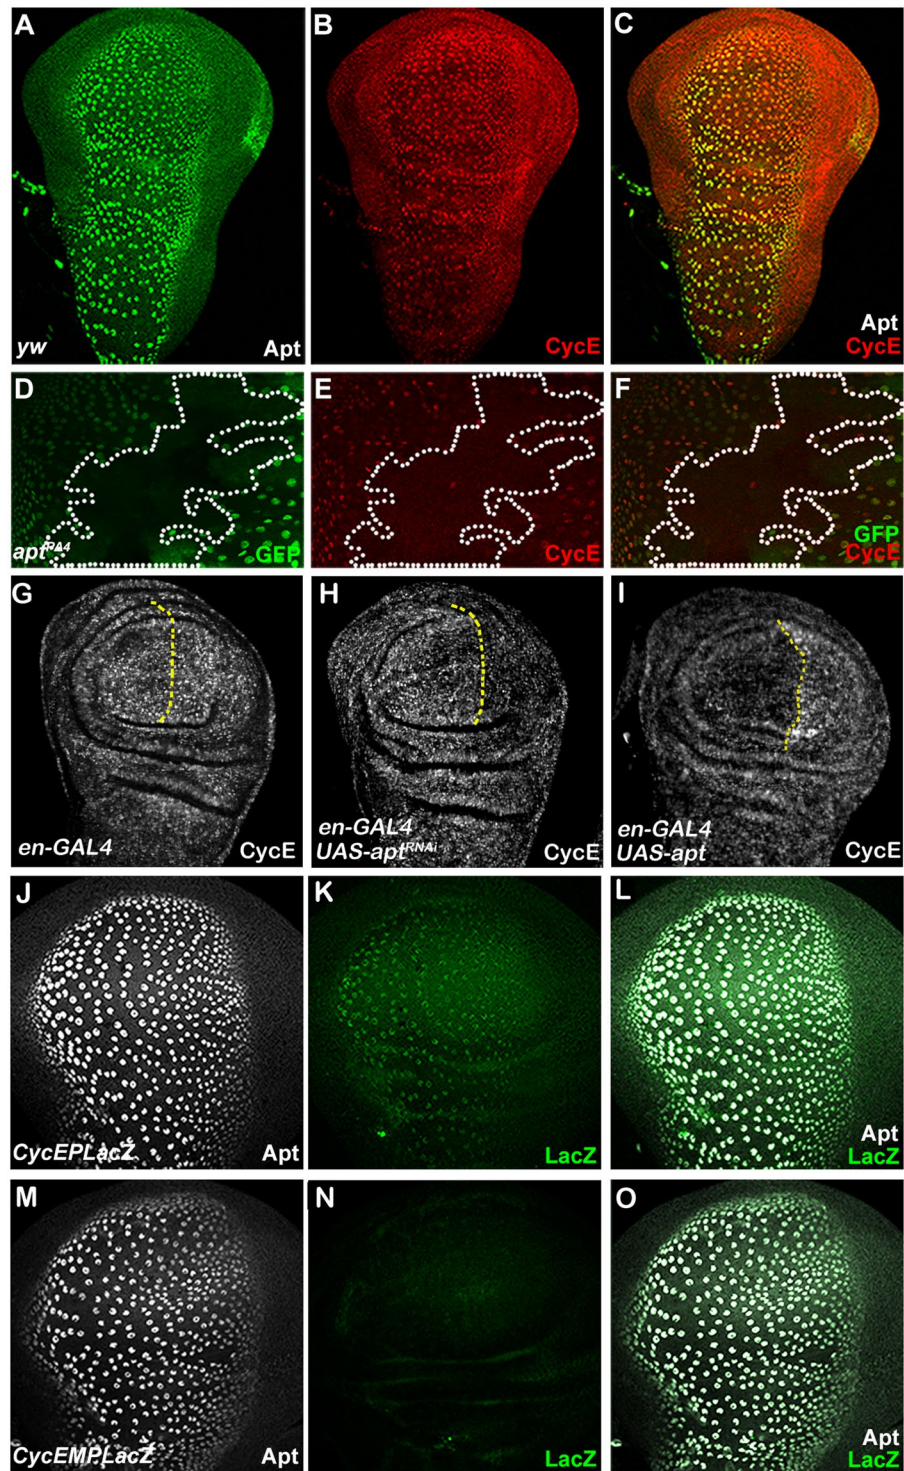 A
B
C
yw
Apt
CycE
Apt
CycE
D
E
F
apt^PA4
GFP
CycE
GFP
CycE
G
H
I
en-GAL4
CycE
en-GAL4
UAS-apt^RNAi
CycE
en-GAL4
UAS-apt
CycE
J
K
L
CycEPLacZ
Apt
LacZ
Apt
LacZ
M
N
O
CycEMPLacZ
Apt
LacZ
Apt
LacZ